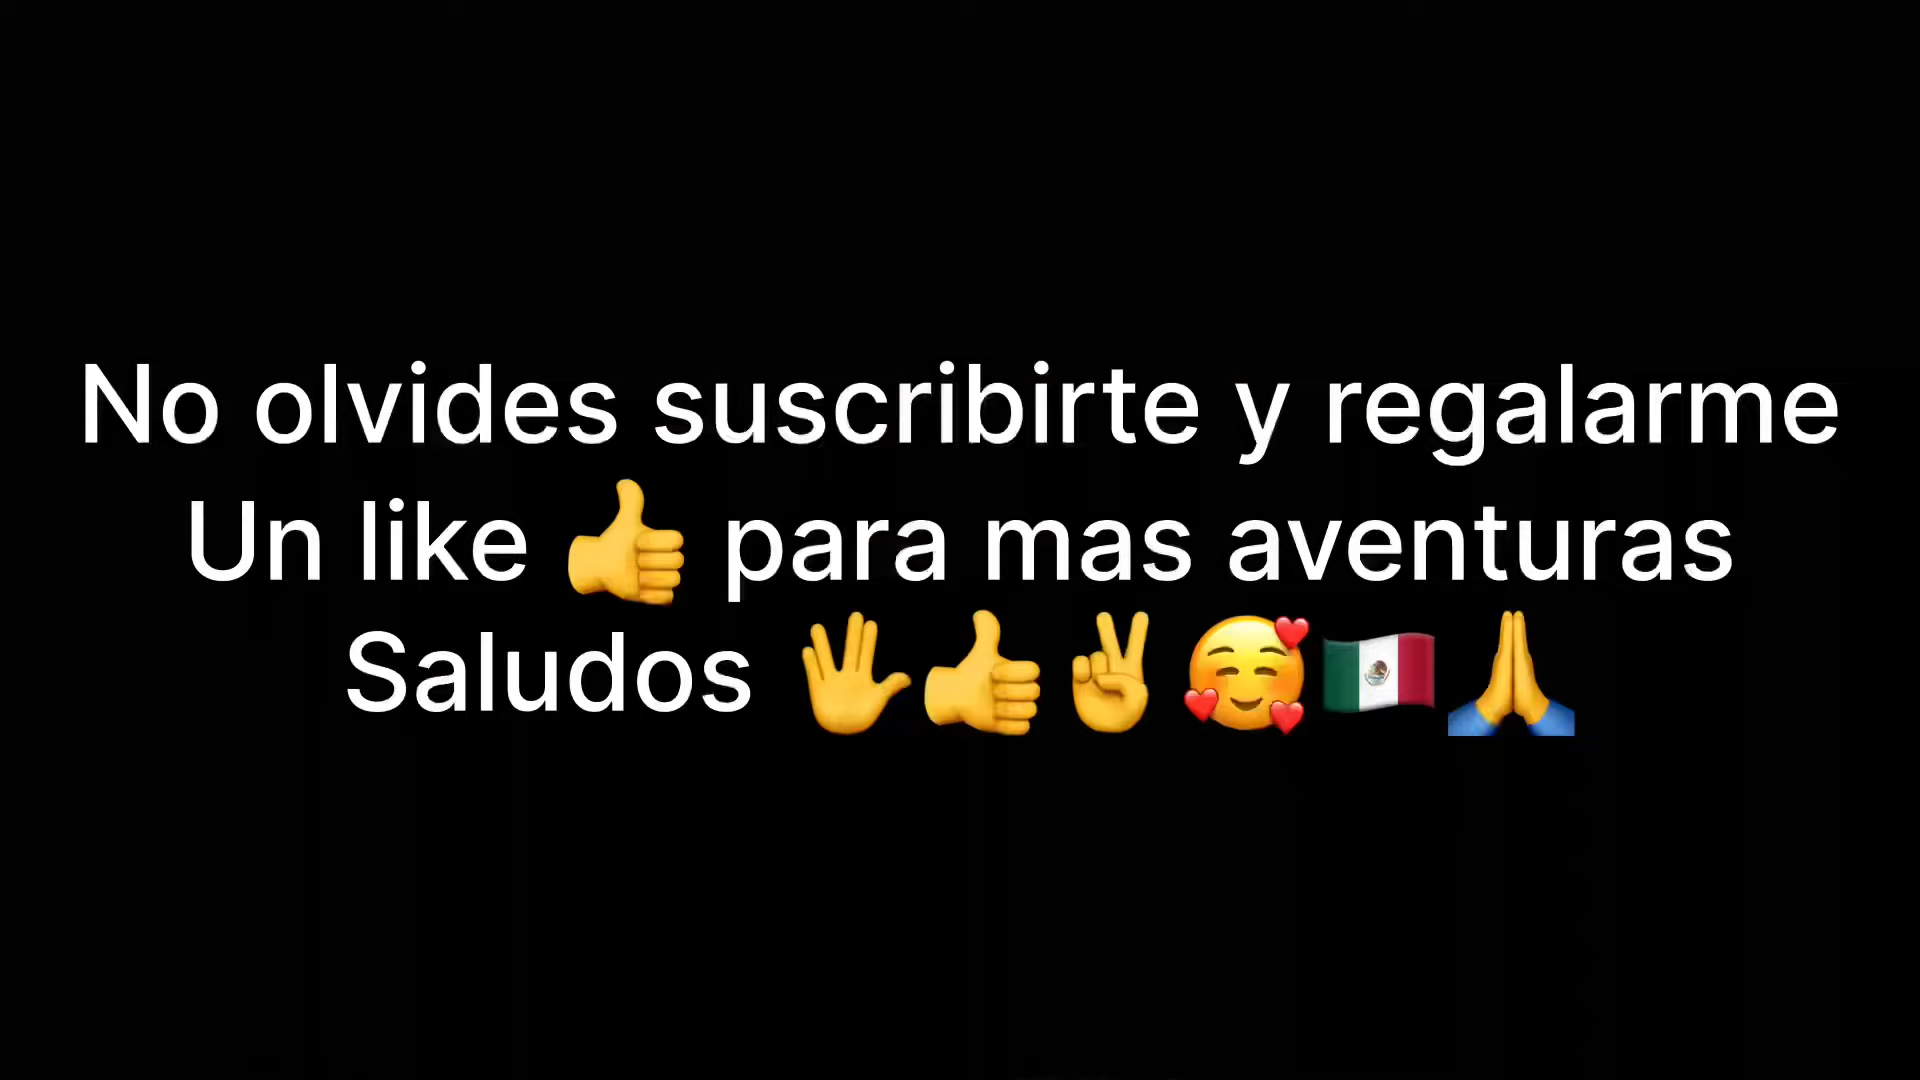 No olvides suscribirte y regalarme
Un like 👍 para mas aventuras
Saludos 🖖👍✌️🥰🇲🇽🙏